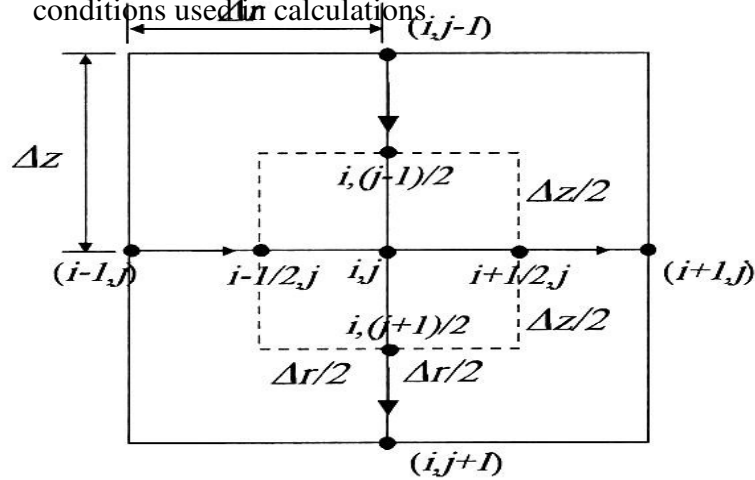 conditions used in calculations.
Δr
(i,j-1)
Δz
i,(j-1)/2
Δz/2
(i-1,j)
i-1/2,j
i,j
i+1/2,j
(i+1,j)
i,(j+1)/2
Δz/2
Δr/2
Δr/2
(i,j+1)